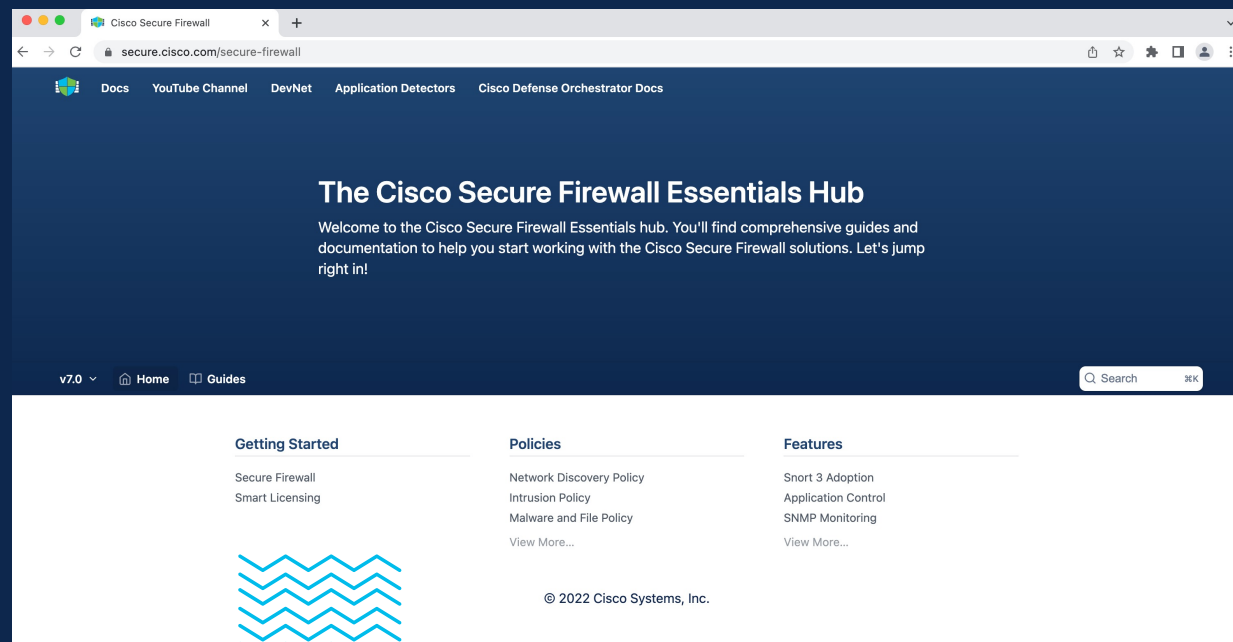 Cisco Secure Firewall
secure.cisco.com/secure-firewall
Docs YouTube Channel DevNet Application Detectors Cisco Defense Orchestrator Docs
The Cisco Secure Firewall Essentials Hub
Welcome to the Cisco Secure Firewall Essentials hub. You'll find comprehensive guides and
documentation to help you start working with the Cisco Secure Firewall solutions. Let's jump
right in!
v7.0 Home Guides Search ⌘K
Getting Started
Secure Firewall
Smart Licensing
Policies
Network Discovery Policy
Intrusion Policy
Malware and File Policy
View More...
Features
Snort 3 Adoption
Application Control
SNMP Monitoring
View More...
© 2022 Cisco Systems, Inc.